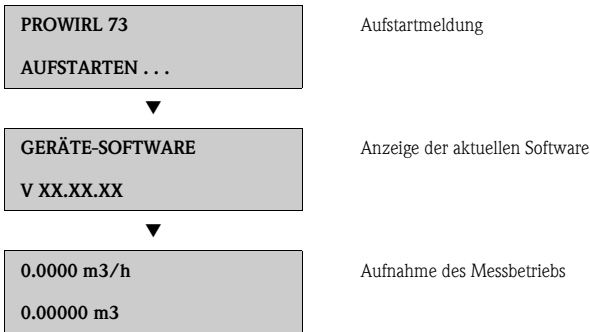 PROWIRL 73
Aufstartmeldung
AUFSTARTEN . . .
▼
GERÄTE-SOFTWARE
Anzeige der aktuellen Software
V XX.XX.XX
▼
0.0000 m3/h
Aufnahme des Messbetriebs
0.00000 m3